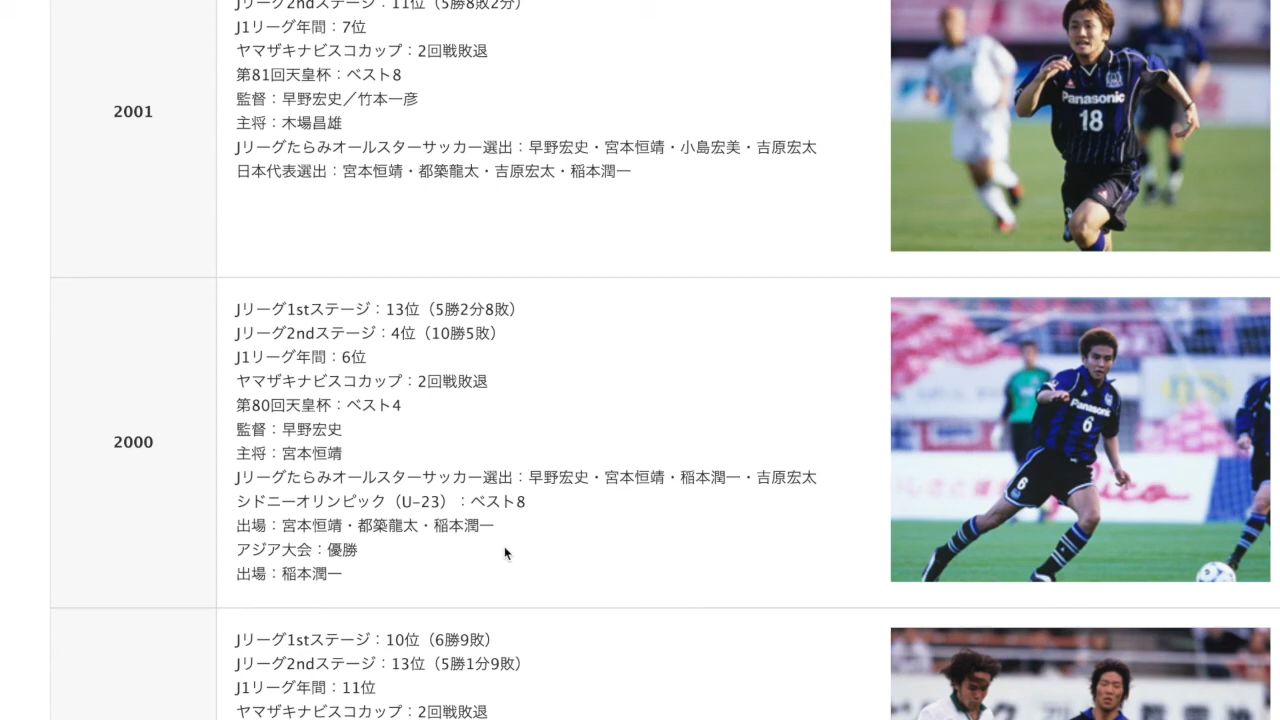 Jリーグ2ndステージ：11位（5勝8敗2分）
J1リーグ年間：7位
ヤマザキナビスコカップ：2回戦敗退
第81回天皇杯：ベスト8
監督：早野宏史／竹本一彦
主将：木場昌雄
Jリーグたらみオールスターサッカー選出：早野宏史・宮本恒靖・小島宏美・吉原宏太
日本代表選出：宮本恒靖・都築龍太・吉原宏太・稲本潤一
2001
Panasonic
18
Jリーグ1stステージ：13位（5勝2分8敗）
Jリーグ2ndステージ：4位（10勝5敗）
J1リーグ年間：6位
ヤマザキナビスコカップ：2回戦敗退
第80回天皇杯：ベスト4
監督：早野宏史
主将：宮本恒靖
Jリーグたらみオールスターサッカー選出：早野宏史・宮本恒靖・稲本潤一・吉原宏太
シドニーオリンピック（U-23）：ベスト8
出場：宮本恒靖・都築龍太・稲本潤一
アジア大会：優勝
出場：稲本潤一
2000
Panasonic
6
6
Jリーグ1stステージ：10位（6勝9敗）
Jリーグ2ndステージ：13位（5勝1分9敗）
J1リーグ年間：11位
ヤマザキナビスコカップ：2回戦敗退